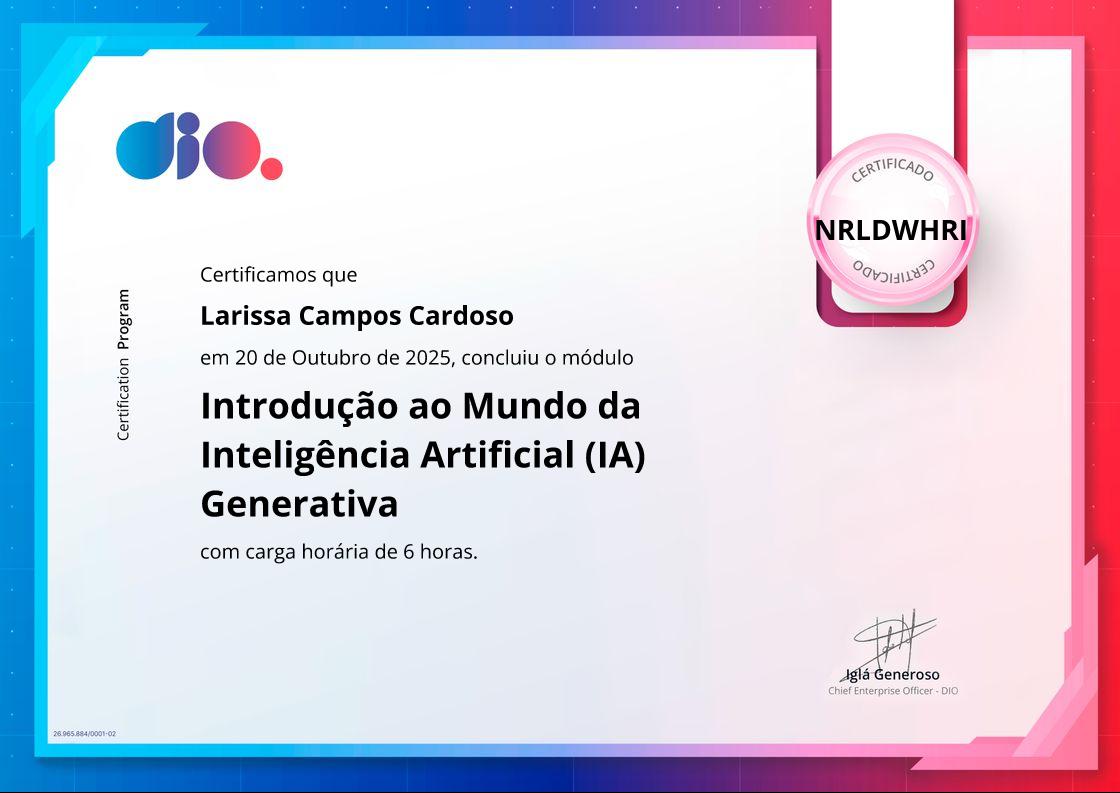 dio.
CERTIFICADO
NRLDWHRI
CERTIFICADO
Certificamos que
Larissa Campos Cardoso
em 20 de Outubro de 2025, concluiu o módulo
Introdução ao Mundo da
Inteligência Artificial (IA)
Generativa
com carga horária de 6 horas.
Certification Program
Iglá Generoso
Chief Enterprise Officer - DIO
26.965.884/0001-02